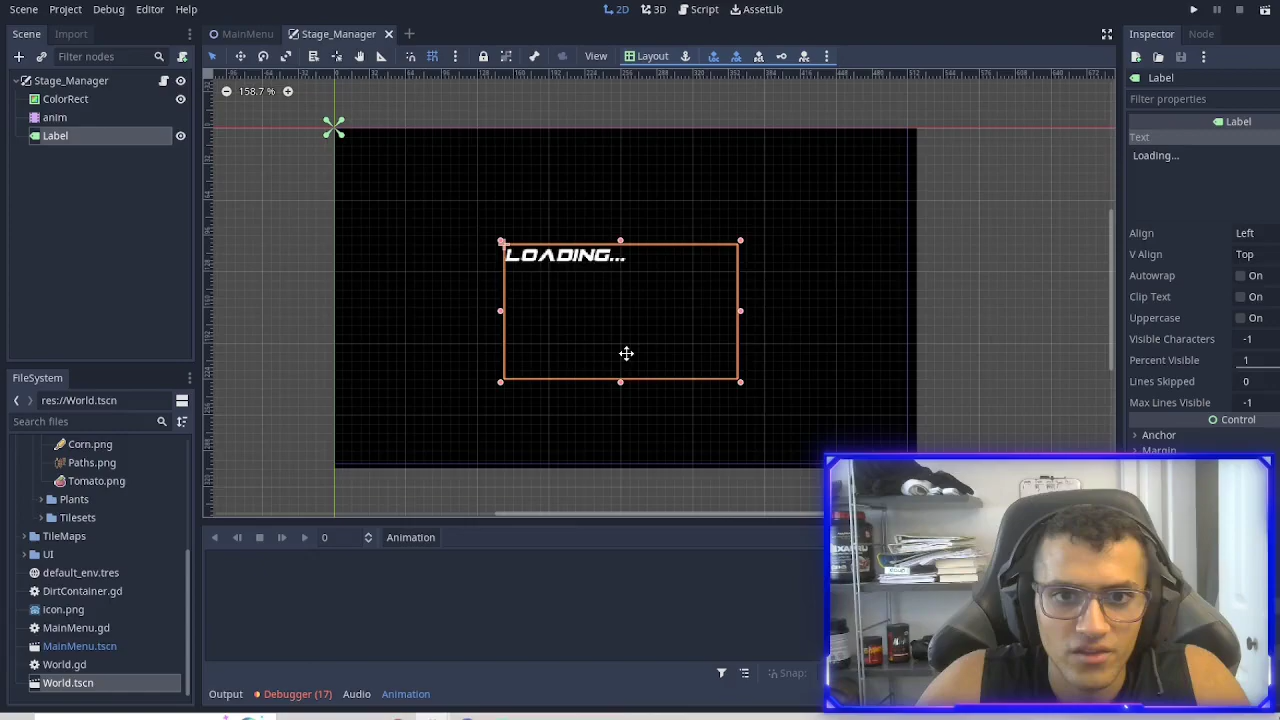 Scene Project Debug Editor Help
2D 3D Script AssetLib
Scene Import
MainMenu Stage_Manager
Inspector Node
Filter nodes
View Layout
Stage_Manager
ColorRect
anim
Label
158.7 %
LOADING...
Label
Filter properties
Label
Text
Loading...
Align Left
V Align Top
Autowrap On
Clip Text On
Uppercase On
Visible Characters -1
Percent Visible 1
Lines Skipped 0
Max Lines Visible -1
Control
Anchor
Margin
FileSystem
res://World.tscn
Search files
Corn.png
Paths.png
Tomato.png
Plants
Tilesets
TileMaps
UI
default_env.tres
DirtContainer.gd
icon.png
MainMenu.gd
MainMenu.tscn
World.gd
World.tscn
0 Animation
Snap:
Output Debugger (17) Audio Animation